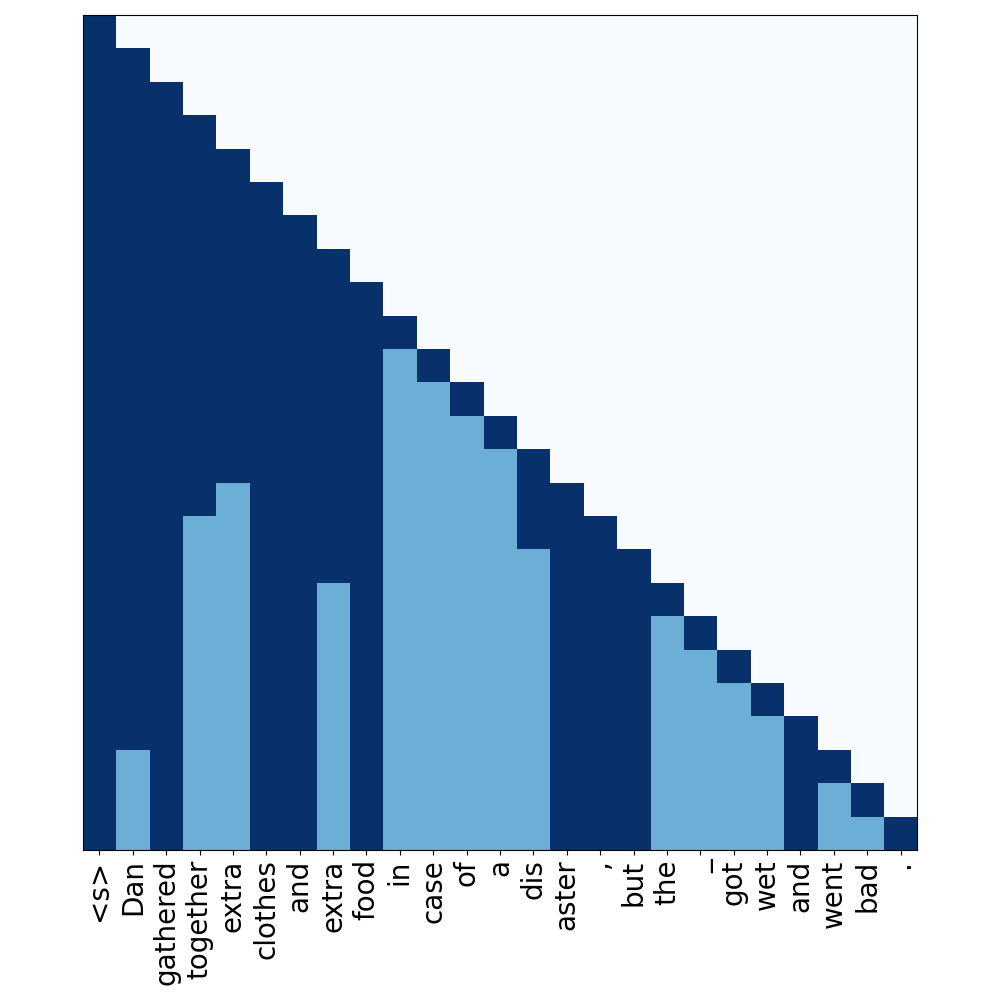 <s> Dan gathered together extra clothes and extra food in case of a dis aster , but the _ got wet and went bad .